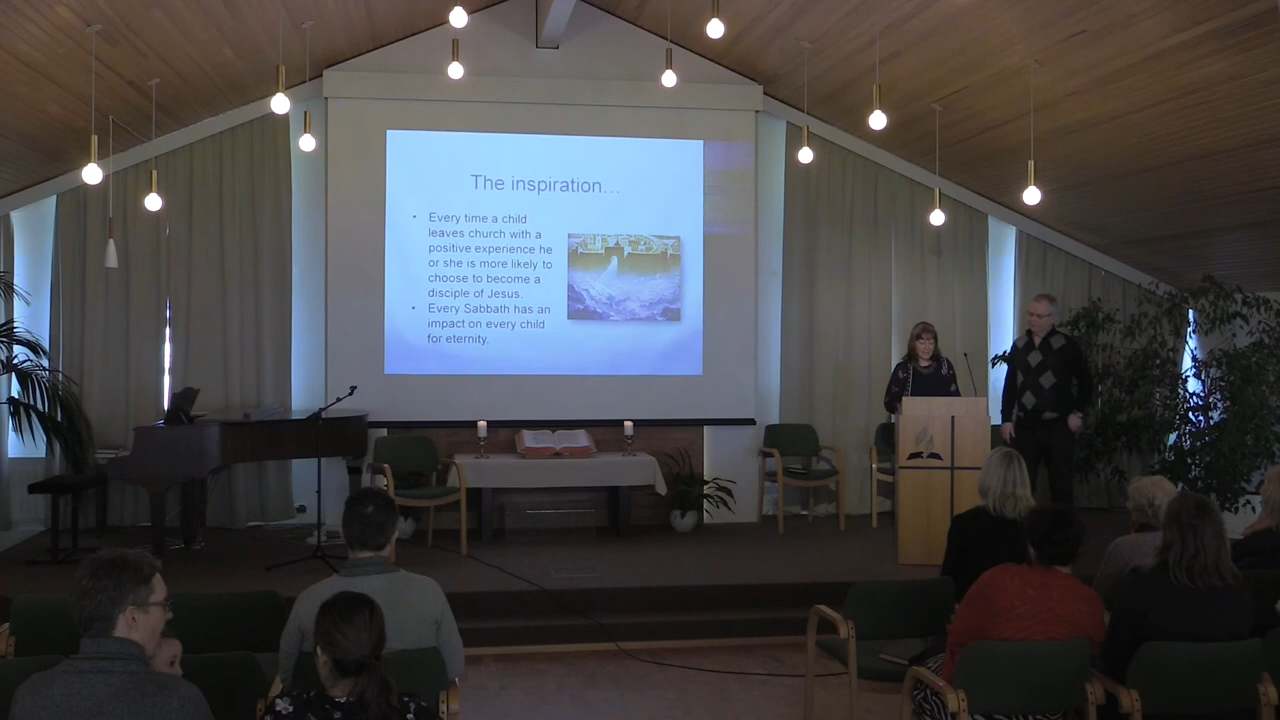 The inspiration…
• Every time a child
leaves church with a
positive experience he
or she is more likely to
choose to become a
disciple of Jesus.
• Every Sabbath has an
impact on every child
for eternity.